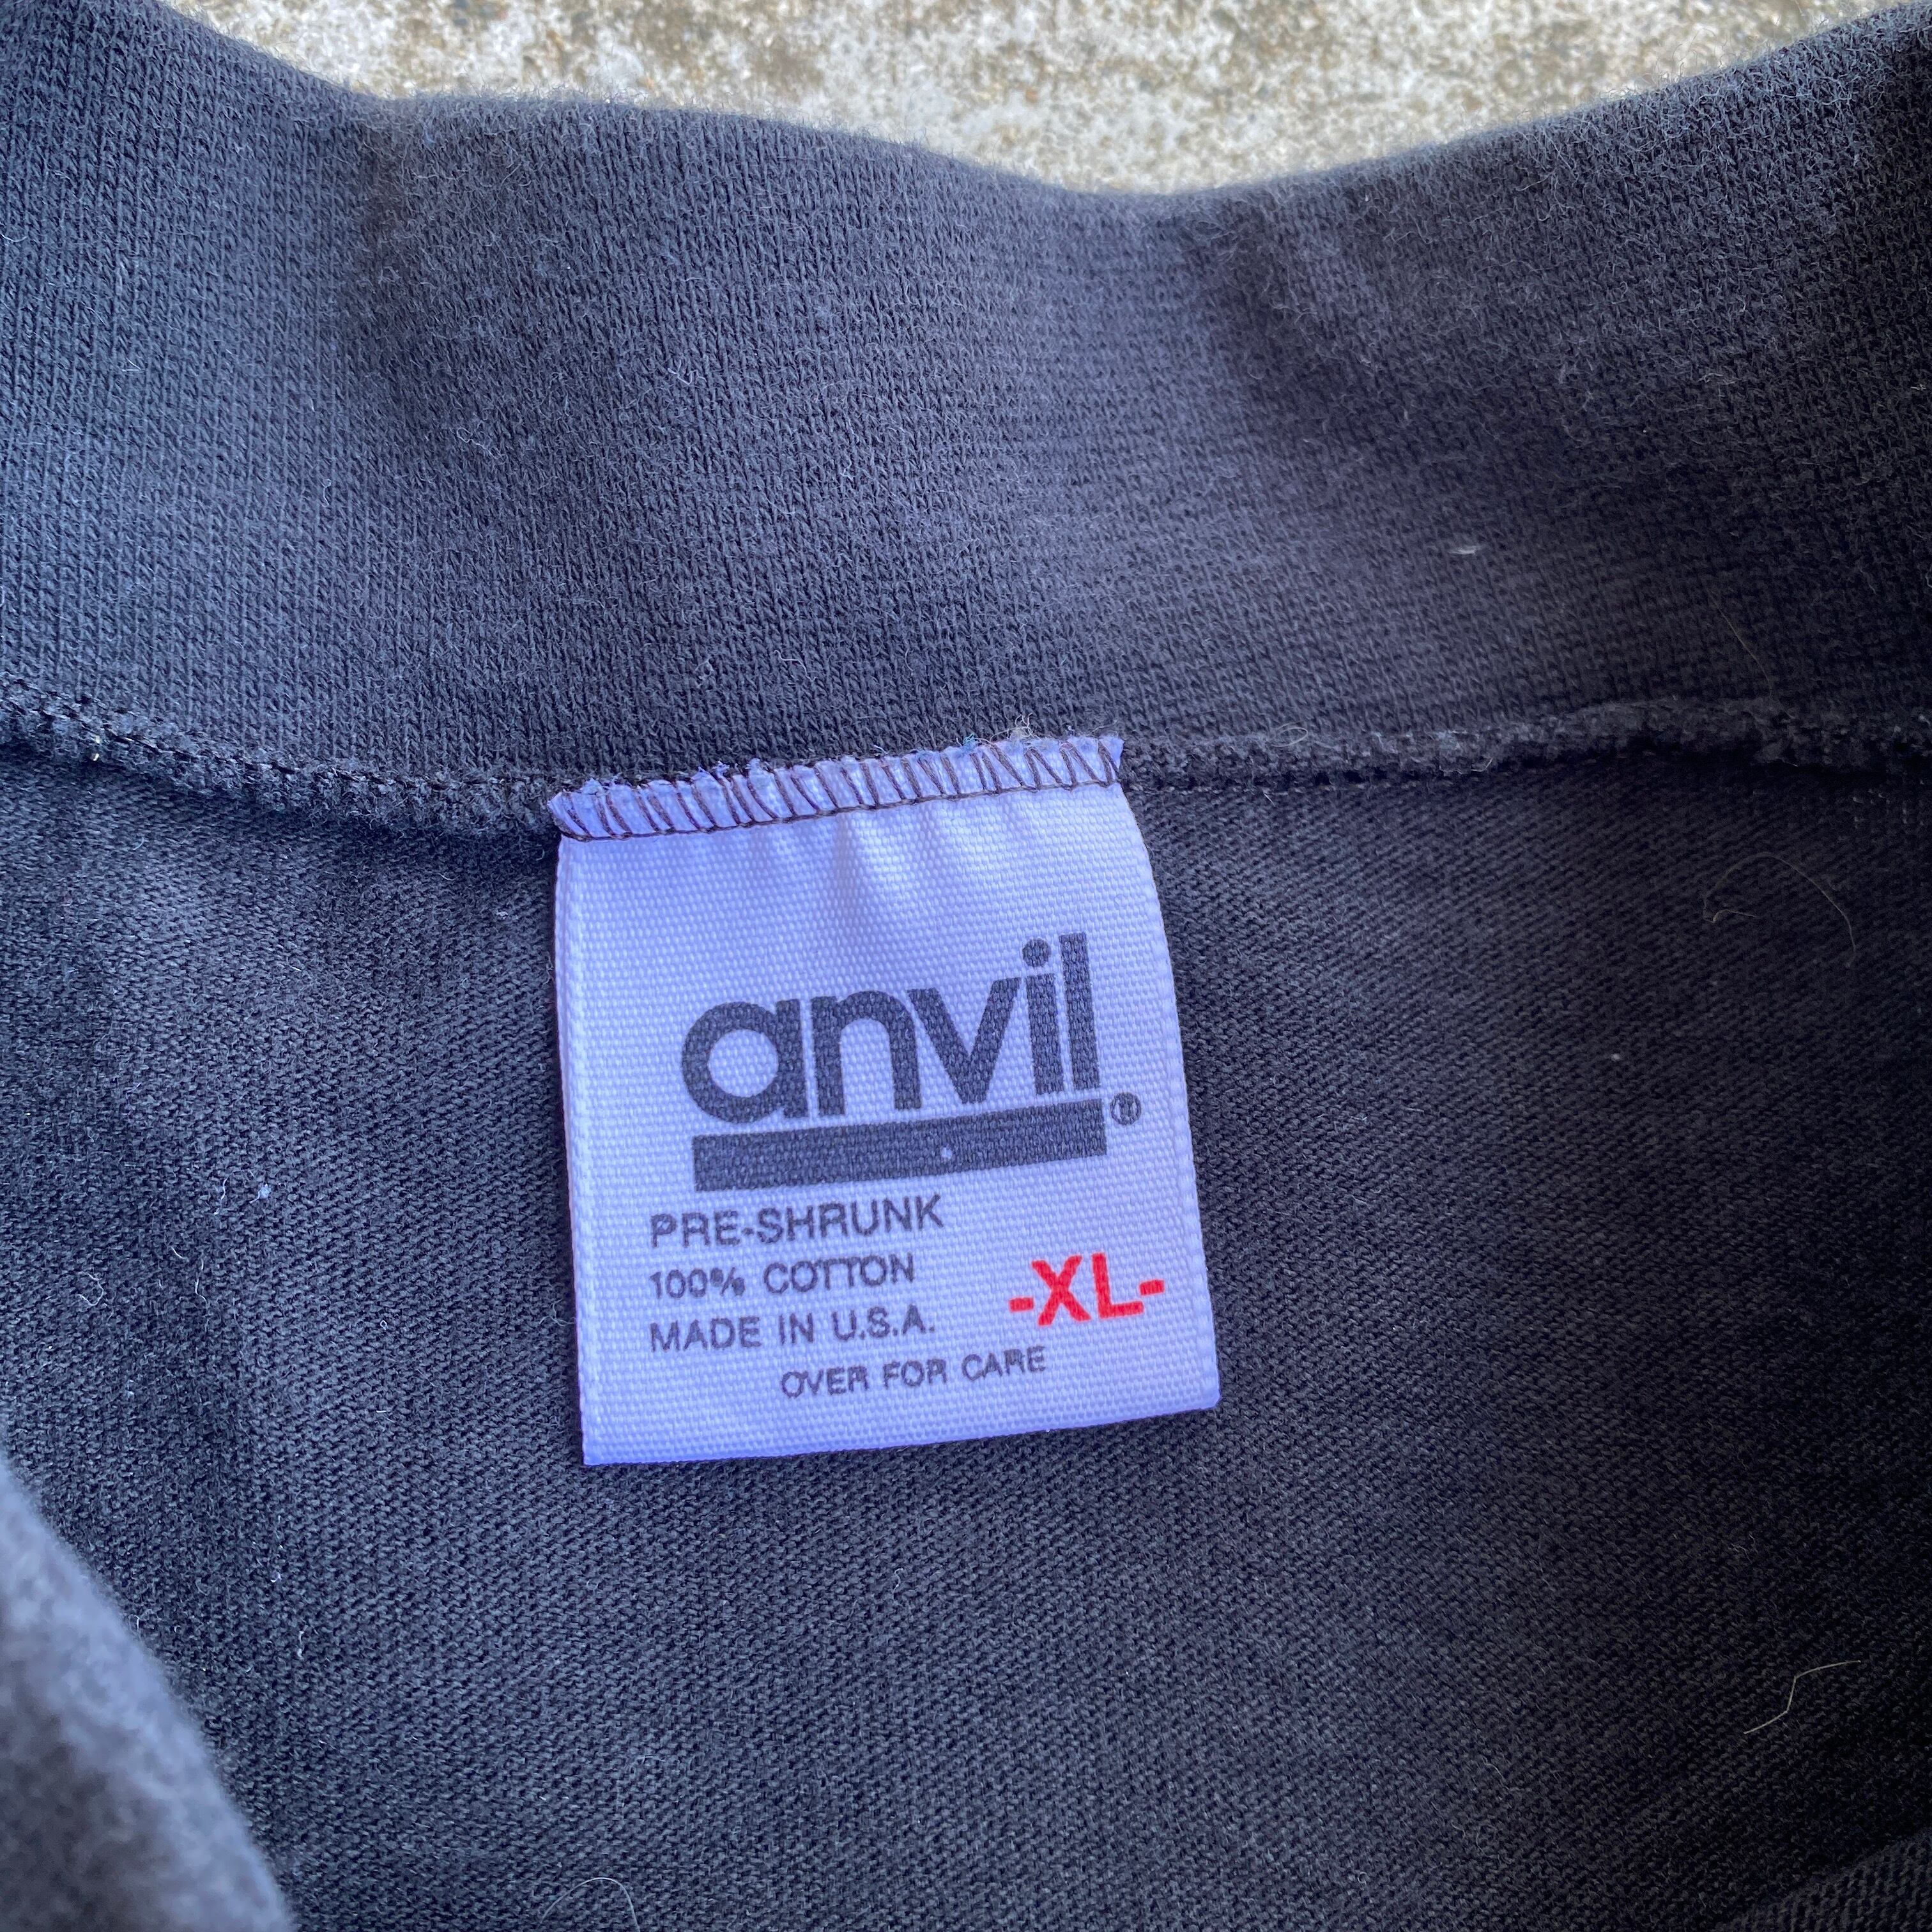 anvil®
PRE-SHRUNK
100% COTTON
-XL-
MADE IN U.S.A.
OVER FOR CARE